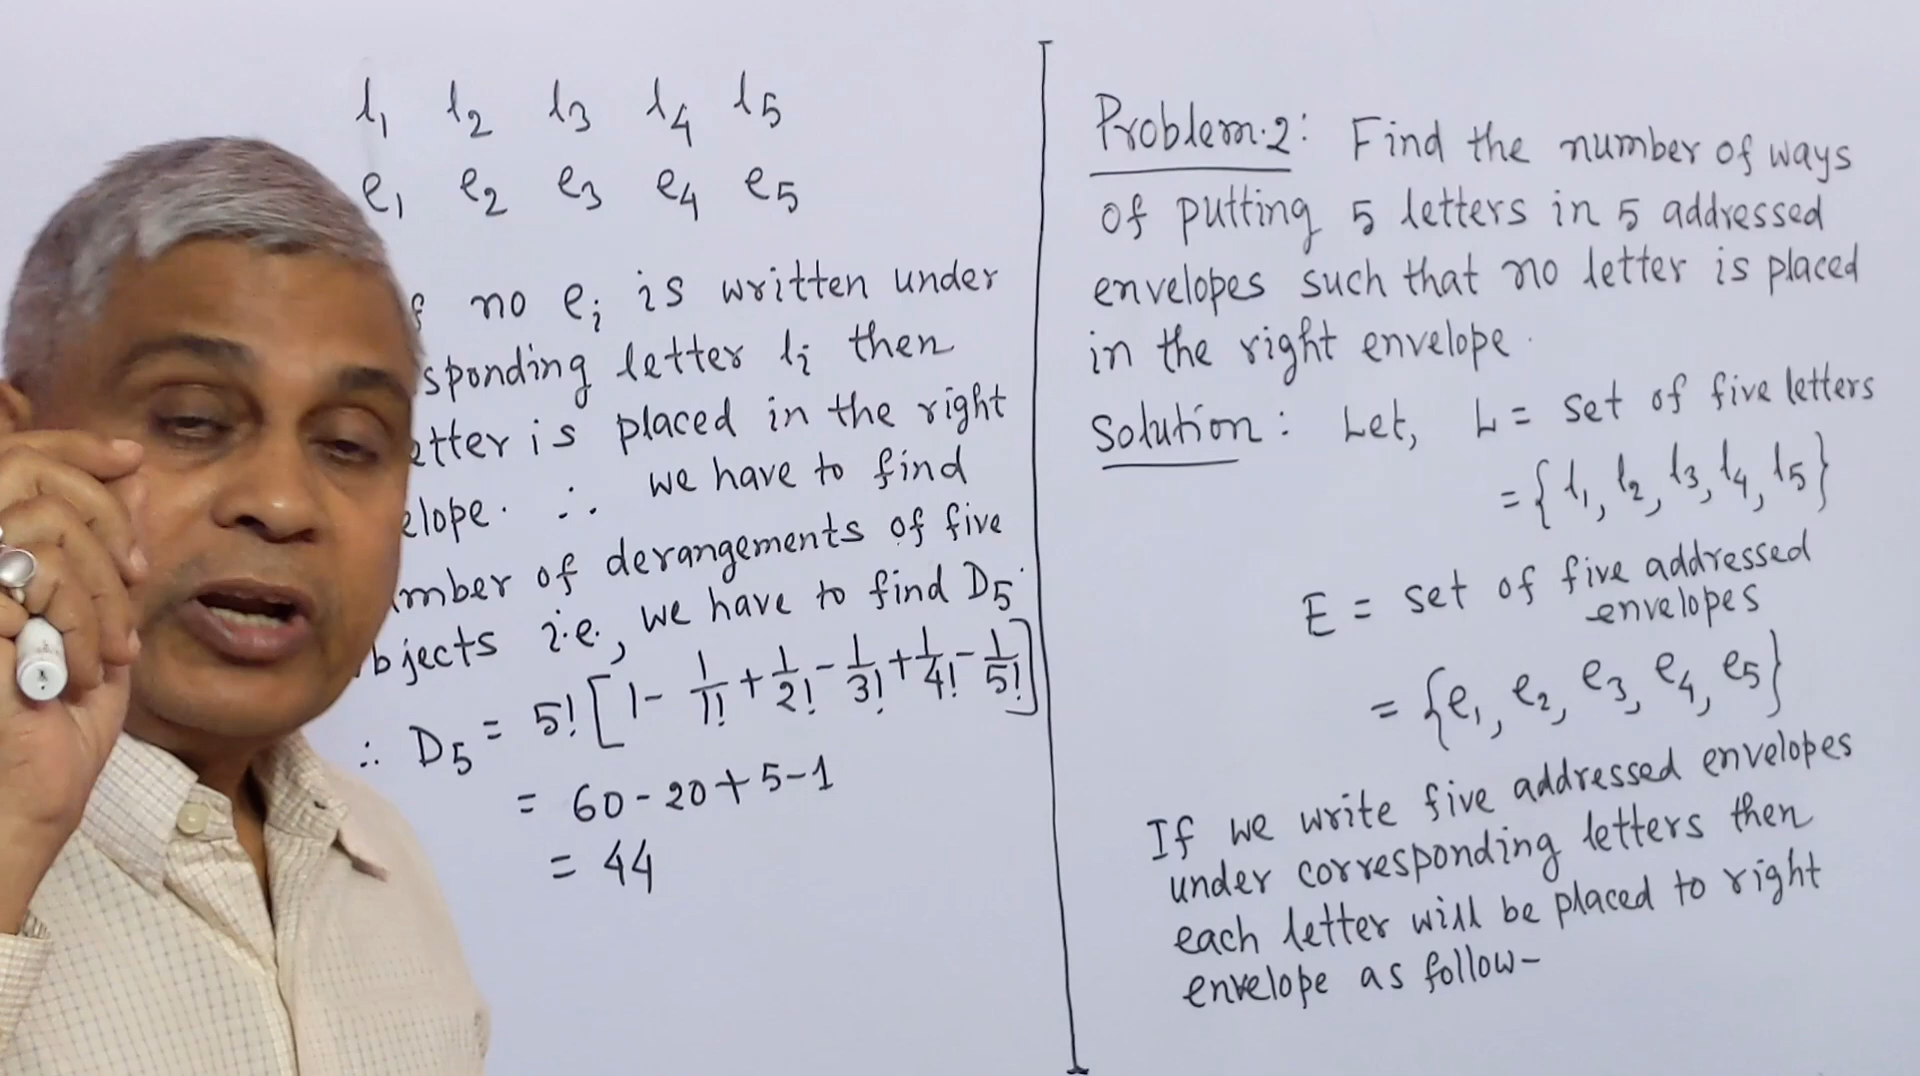 l₁ l₂ l₃ l₄ l₅
e₁ e₂ e₃ e₄ e₅
no eᵢ is written under
sponding letter lᵢ then
etter is placed in the right
elope. ∴ we have to find
mber of derangements of five
bjects i.e., we have to find D₅
∴ D₅ = 5! [1 - 1/1! + 1/2! - 1/3! + 1/4! - 1/5!]
= 60 - 20 + 5 - 1
= 44
Problem.2: Find the number of ways
of putting 5 letters in 5 addressed
envelopes such that no letter is placed
in the right envelope.
Solution: Let, L = set of five letters
= {l₁, l₂, l₃, l₄, l₅}
E = set of five addressed
envelopes
= {e₁, e₂, e₃, e₄, e₅}
If we write five addressed envelopes
under corresponding letters then
each letter will be placed to right
envelope as follow-